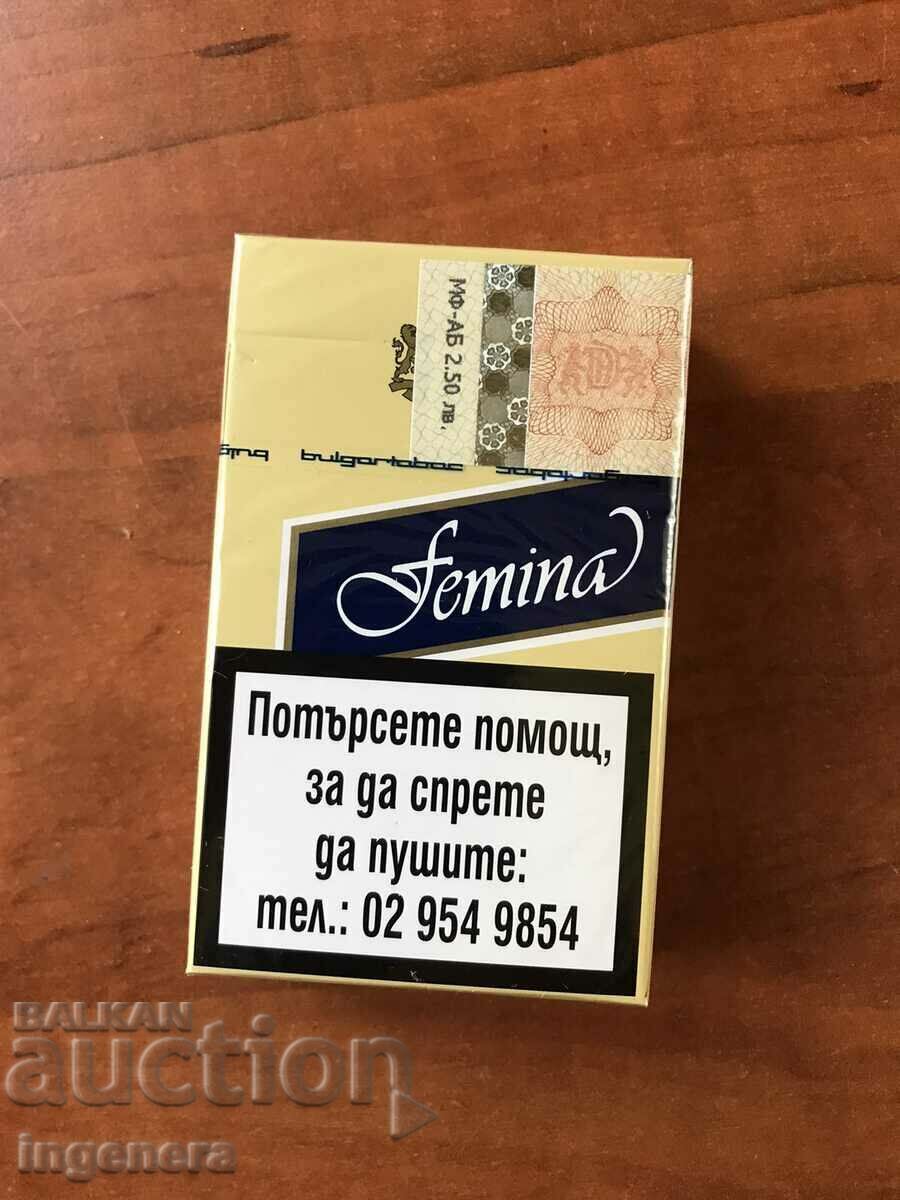 МФ-АБ 2.50 лв.
bulgartabac
Femina
Потърсете помощ,
за да спрете
да пушите:
тел.: 02 954 9854
BALKAN
auction
ingenera